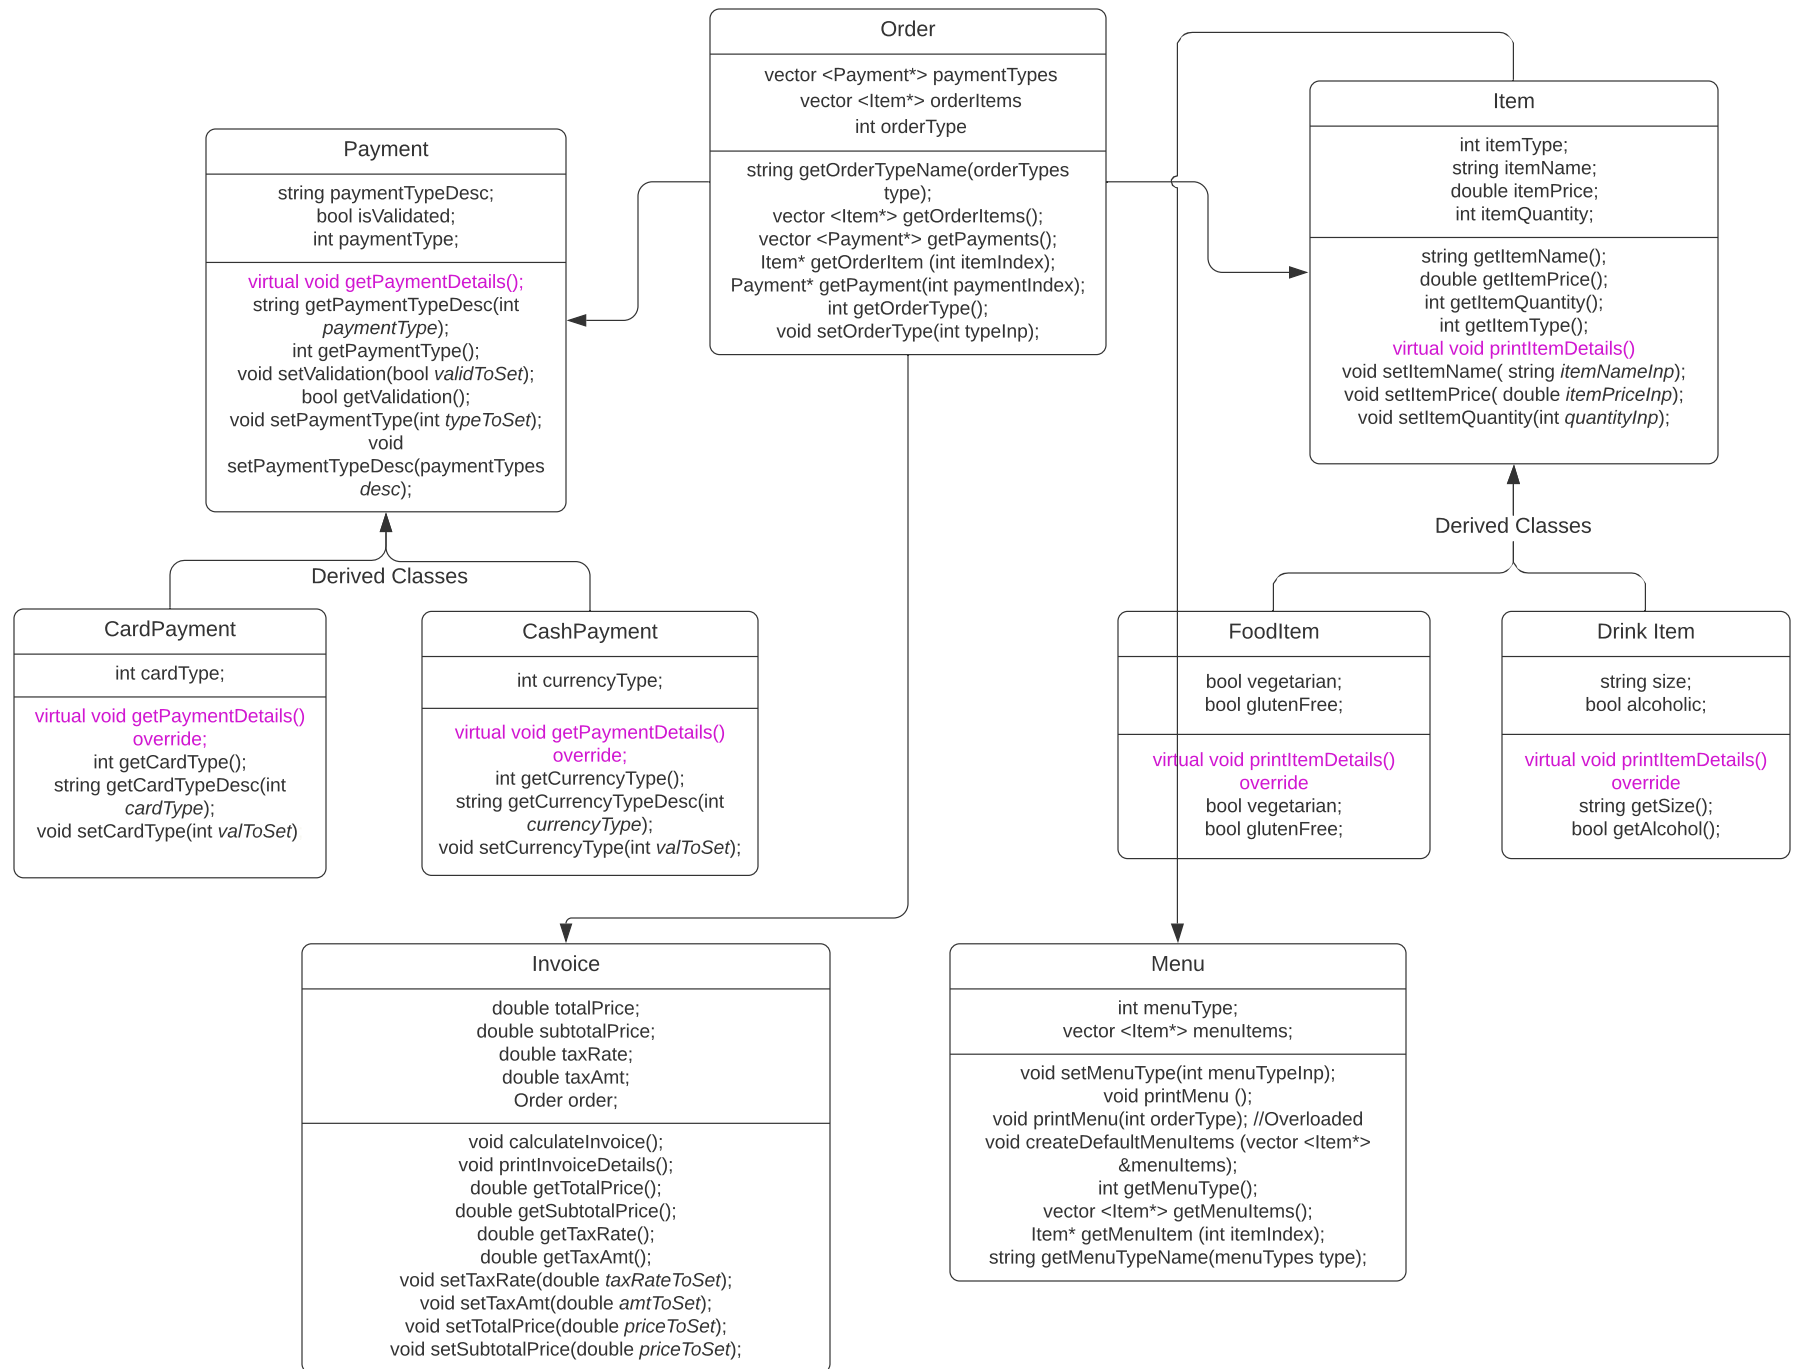 Order
vector <Payment*> paymentTypes
vector <Item*> orderItems
int orderType
string getOrderTypeName(orderTypes
type);
vector <Item*> getOrderItems();
vector <Payment*> getPayments();
Item* getOrderItem (int itemIndex);
Payment* getPayment(int paymentIndex);
int getOrderType();
void setOrderType(int typeInp);
Item
int itemType;
string itemName;
double itemPrice;
int itemQuantity;
string getItemName();
double getItemPrice();
int getItemQuantity();
int getItemType();
virtual void printItemDetails()
void setItemName( string itemNameInp);
void setItemPrice( double itemPriceInp);
void setItemQuantity(int quantityInp);
Payment
string paymentTypeDesc;
bool isValidated;
int paymentType;
virtual void getPaymentDetails();
string getPaymentTypeDesc(int
paymentType);
int getPaymentType();
void setValidation(bool validToSet);
bool getValidation();
void setPaymentType(int typeToSet);
void
setPaymentTypeDesc(paymentTypes
desc);
Derived Classes
Derived Classes
CardPayment
int cardType;
virtual void getPaymentDetails()
override;
int getCardType();
string getCardTypeDesc(int
cardType);
void setCardType(int valToSet)
CashPayment
int currencyType;
virtual void getPaymentDetails()
override;
int getCurrencyType();
string getCurrencyTypeDesc(int
currencyType);
void setCurrencyType(int valToSet);
FoodItem
bool vegetarian;
bool glutenFree;
virtual void printItemDetails()
override
bool vegetarian;
bool glutenFree;
Drink Item
string size;
bool alcoholic;
virtual void printItemDetails()
override
string getSize();
bool getAlcohol();
Invoice
double totalPrice;
double subtotalPrice;
double taxRate;
double taxAmt;
Order order;
void calculateInvoice();
void printInvoiceDetails();
double getTotalPrice();
double getSubtotalPrice();
double getTaxRate();
double getTaxAmt();
void setTaxRate(double taxRateToSet);
void setTaxAmt(double amtToSet);
void setTotalPrice(double priceToSet);
void setSubtotalPrice(double priceToSet);
Menu
int menuType;
vector <Item*> menuItems;
void setMenuType(int menuTypeInp);
void printMenu ();
void printMenu(int orderType); //Overloaded
void createDefaultMenuItems (vector <Item*>
&menuItems);
int getMenuType();
vector <Item*> getMenuItems();
Item* getMenuItem (int itemIndex);
string getMenuTypeName(menuTypes type);